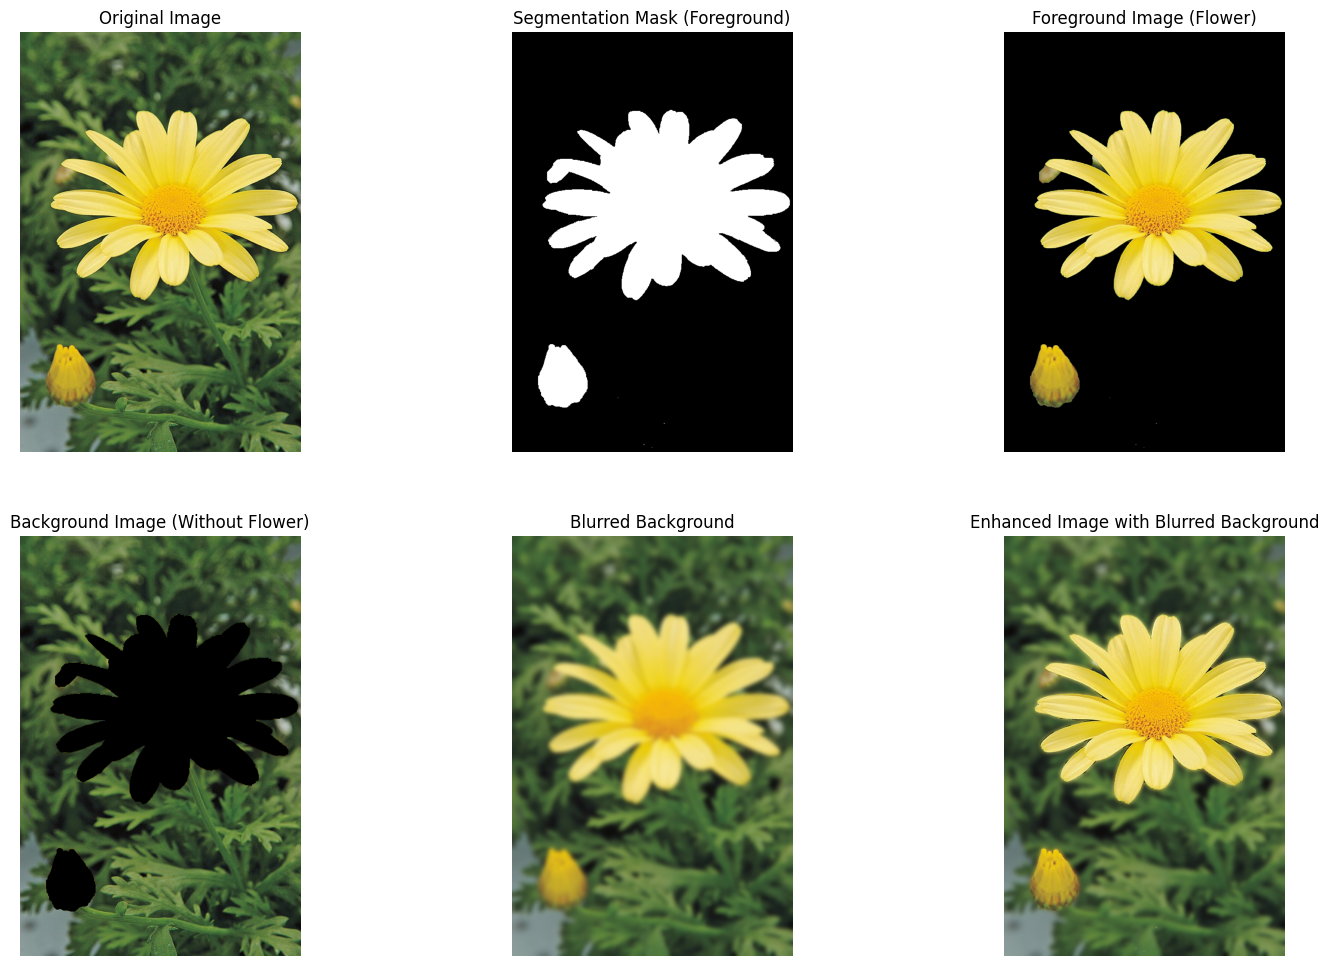 Original Image
Segmentation Mask (Foreground)
Foreground Image (Flower)
Background Image (Without Flower)
Blurred Background
Enhanced Image with Blurred Background